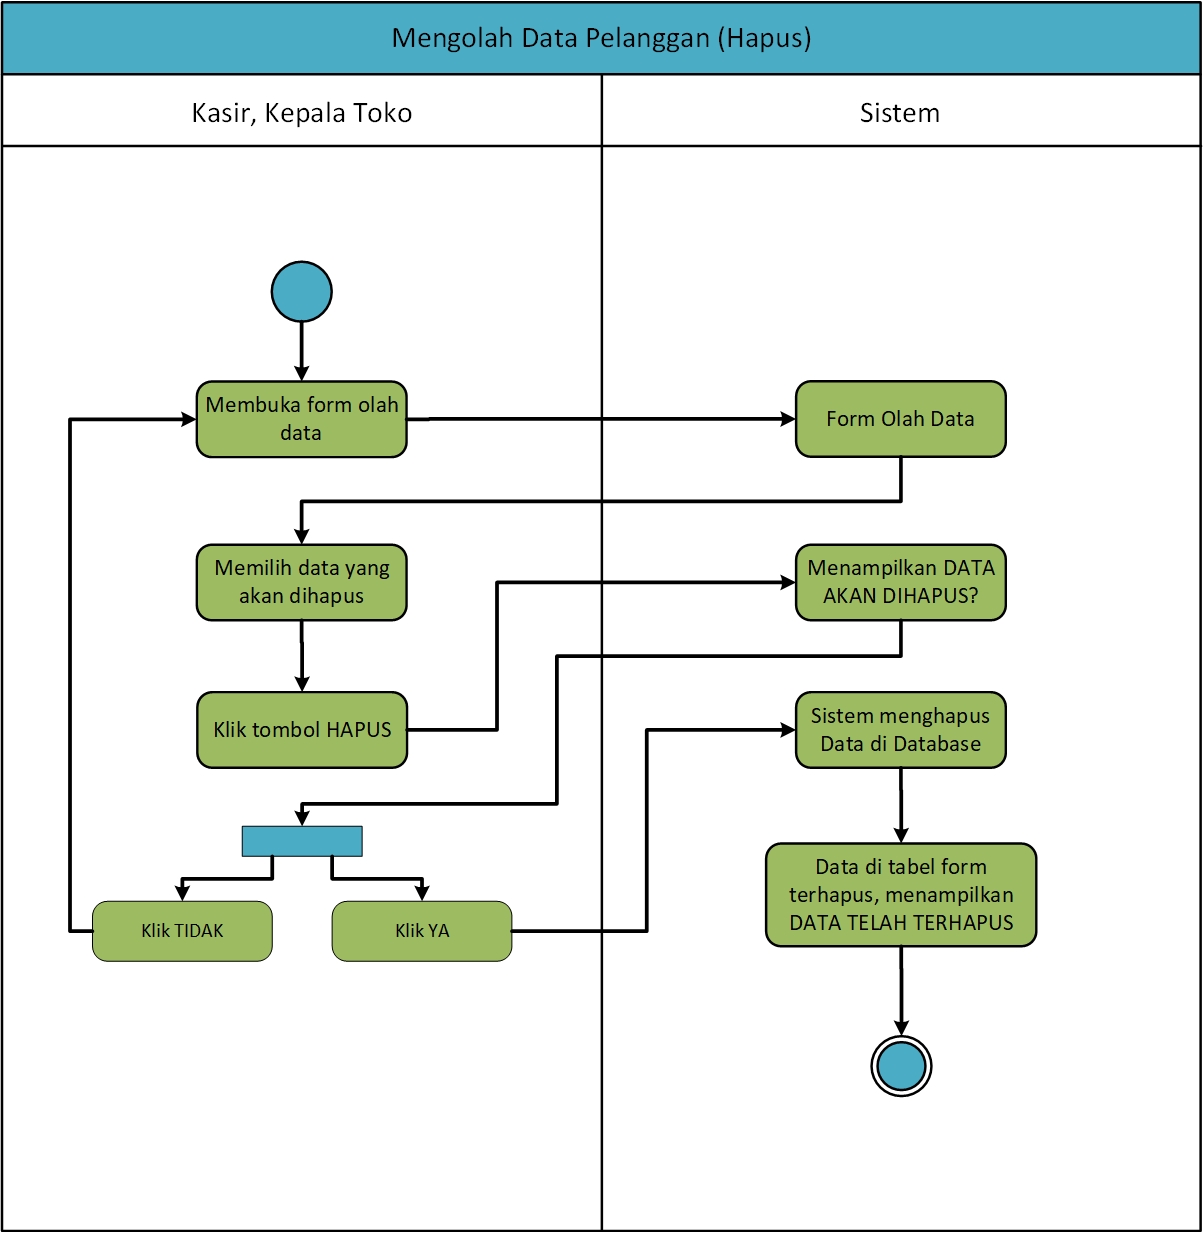 Mengolah Data Pelanggan (Hapus)
Kasir, Kepala Toko
Sistem
Membuka form olah
data
Form Olah Data
Memilih data yang
akan dihapus
Menampilkan DATA
AKAN DIHAPUS?
Klik tombol HAPUS
Sistem menghapus
Data di Database
Data di tabel form
terhapus, menampilkan
DATA TELAH TERHAPUS
Klik TIDAK
Klik YA